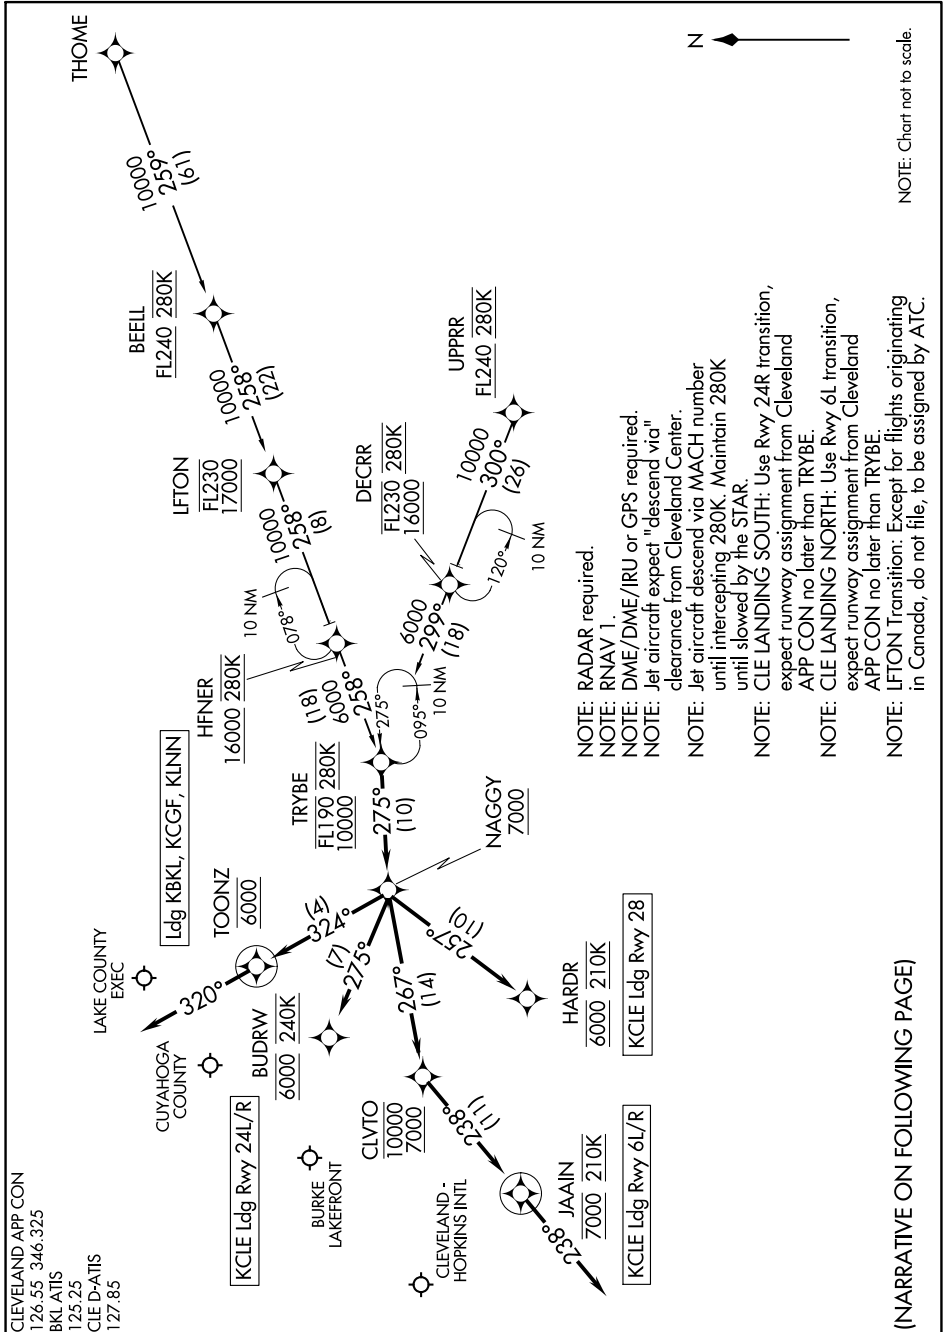 CLEVELAND APP CON
126.55 346.325
BKL ATIS
125.25
CLE D-ATIS
127.85
LAKE COUNTY
EXEC
CUYAHOGA
COUNTY
BURKE
LAKEFRONT
CLEVELAND -
HOPKINS INTL
Ldg KBKL, KCGF, KLNN
TOONZ
6000
320°
324°
(4)
KCLE Ldg Rwy 24L/R
BUDRW
6000 240K
275°
(7)
CLVTO
10000
7000
267°
(14)
238°
(11)
JAAIN
7000 210K
238°
KCLE Ldg Rwy 6L/R
HARDR
6000 210K
257°
(10)
KCLE Ldg Rwy 28
NAGGY
7000
TRYBE
FL190 280K
10000
275°
(10)
275°
095°
10 NM
HFNER
16000 280K
(18)
6000
258°
078°
10 NM
LFTON
FL230
17000
10000
258°
(8)
BEELL
FL240 280K
10000
258°
(22)
THOME
10000
259°
(61)
DECRR
FL230 280K
16000
6000
299°
(18)
120°
10 NM
UPPRR
FL240 280K
10000
300°
(26)
N
NOTE: RADAR required.
NOTE: RNAV 1.
NOTE: DME/DME/IRU or GPS required.
NOTE: Jet aircraft expect "descend via"
clearance from Cleveland Center.
NOTE: Jet aircraft descend via MACH number
until intercepting 280K. Maintain 280K
until slowed by the STAR.
NOTE: CLE LANDING SOUTH: Use Rwy 24R transition,
expect runway assignment from Cleveland
APP CON no later than TRYBE.
NOTE: CLE LANDING NORTH: Use Rwy 6L transition,
expect runway assignment from Cleveland
APP CON no later than TRYBE.
NOTE: LFTON Transition: Except for flights originating
in Canada, do not file, to be assigned by ATC.
NOTE: Chart not to scale.
(NARRATIVE ON FOLLOWING PAGE)